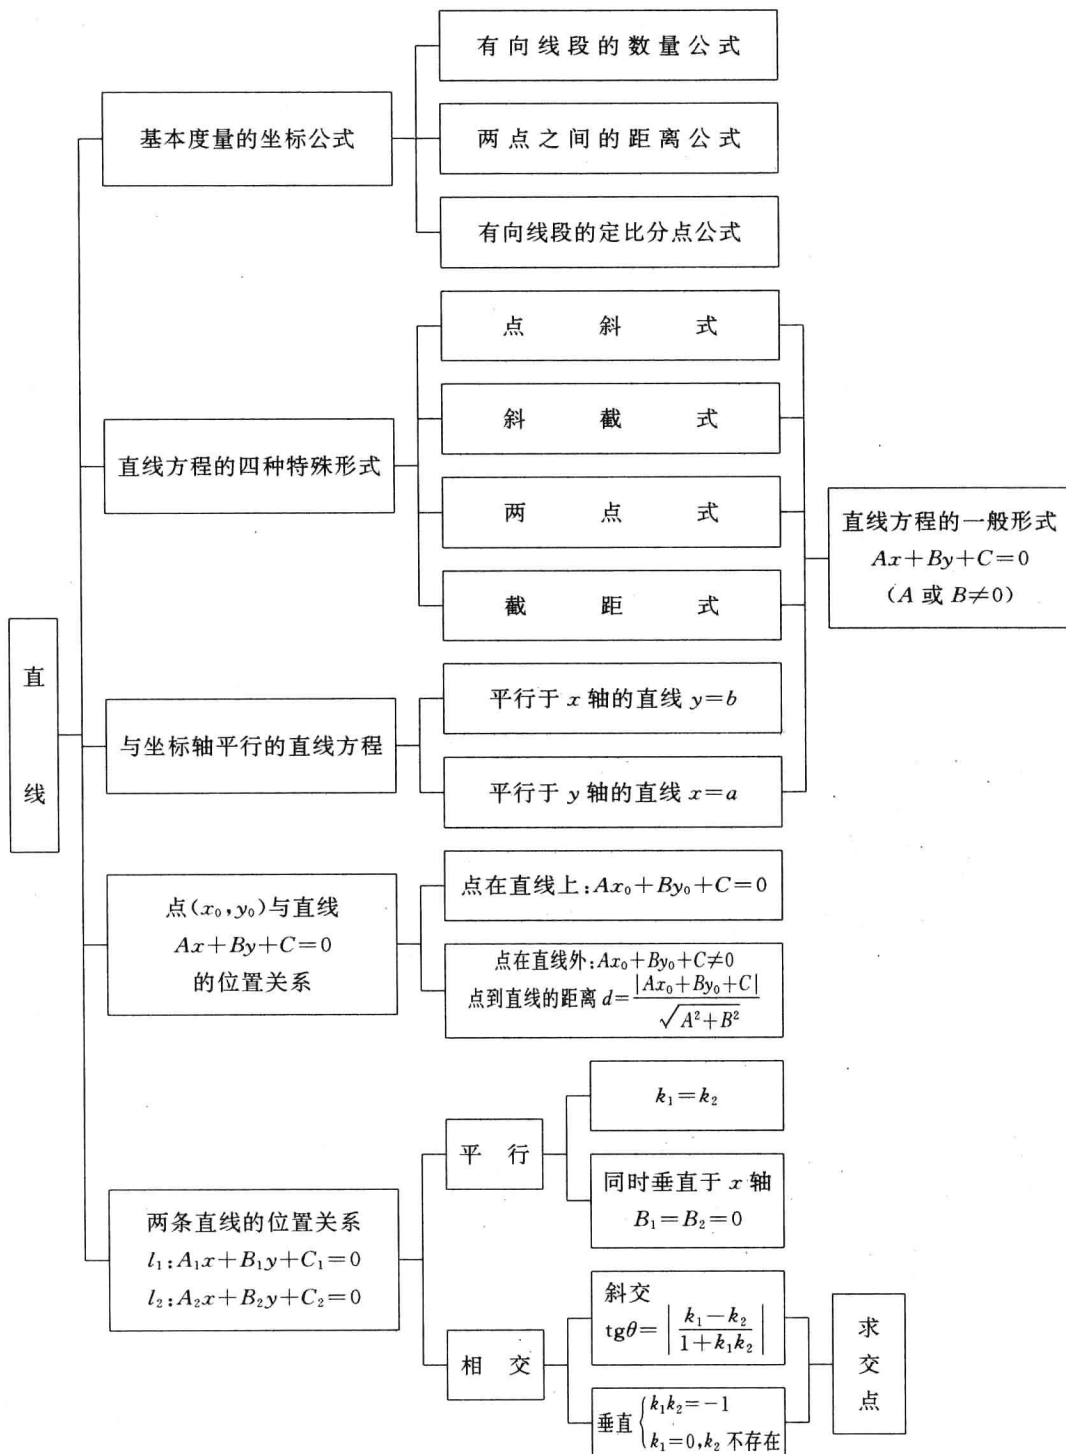 直线
基本度量的坐标公式
有向线段的数量公式
两点之间的距离公式
有向线段的定比分点公式
直线方程的四种特殊形式
点斜式
斜截式
两点式
截距式
直线方程的一般形式
Ax+By+C=0
(A 或 B≠0)
与坐标轴平行的直线方程
平行于 x 轴的直线 y=b
平行于 y 轴的直线 x=a
点(x₀,y₀)与直线
Ax+By+C=0
的位置关系
点在直线上:Ax₀+By₀+C=0
点在直线外:Ax₀+By₀+C≠0
点到直线的距离 d=|Ax₀+By₀+C|/√(A²+B²)
两条直线的位置关系
l₁:A₁x+B₁y+C₁=0
l₂:A₂x+B₂y+C₂=0
平行
k₁=k₂
同时垂直于 x 轴
B₁=B₂=0
相交
斜交
tgθ=|(k₁-k₂)/(1+k₁k₂)|
垂直{k₁k₂=-1
k₁=0,k₂ 不存在
求交点